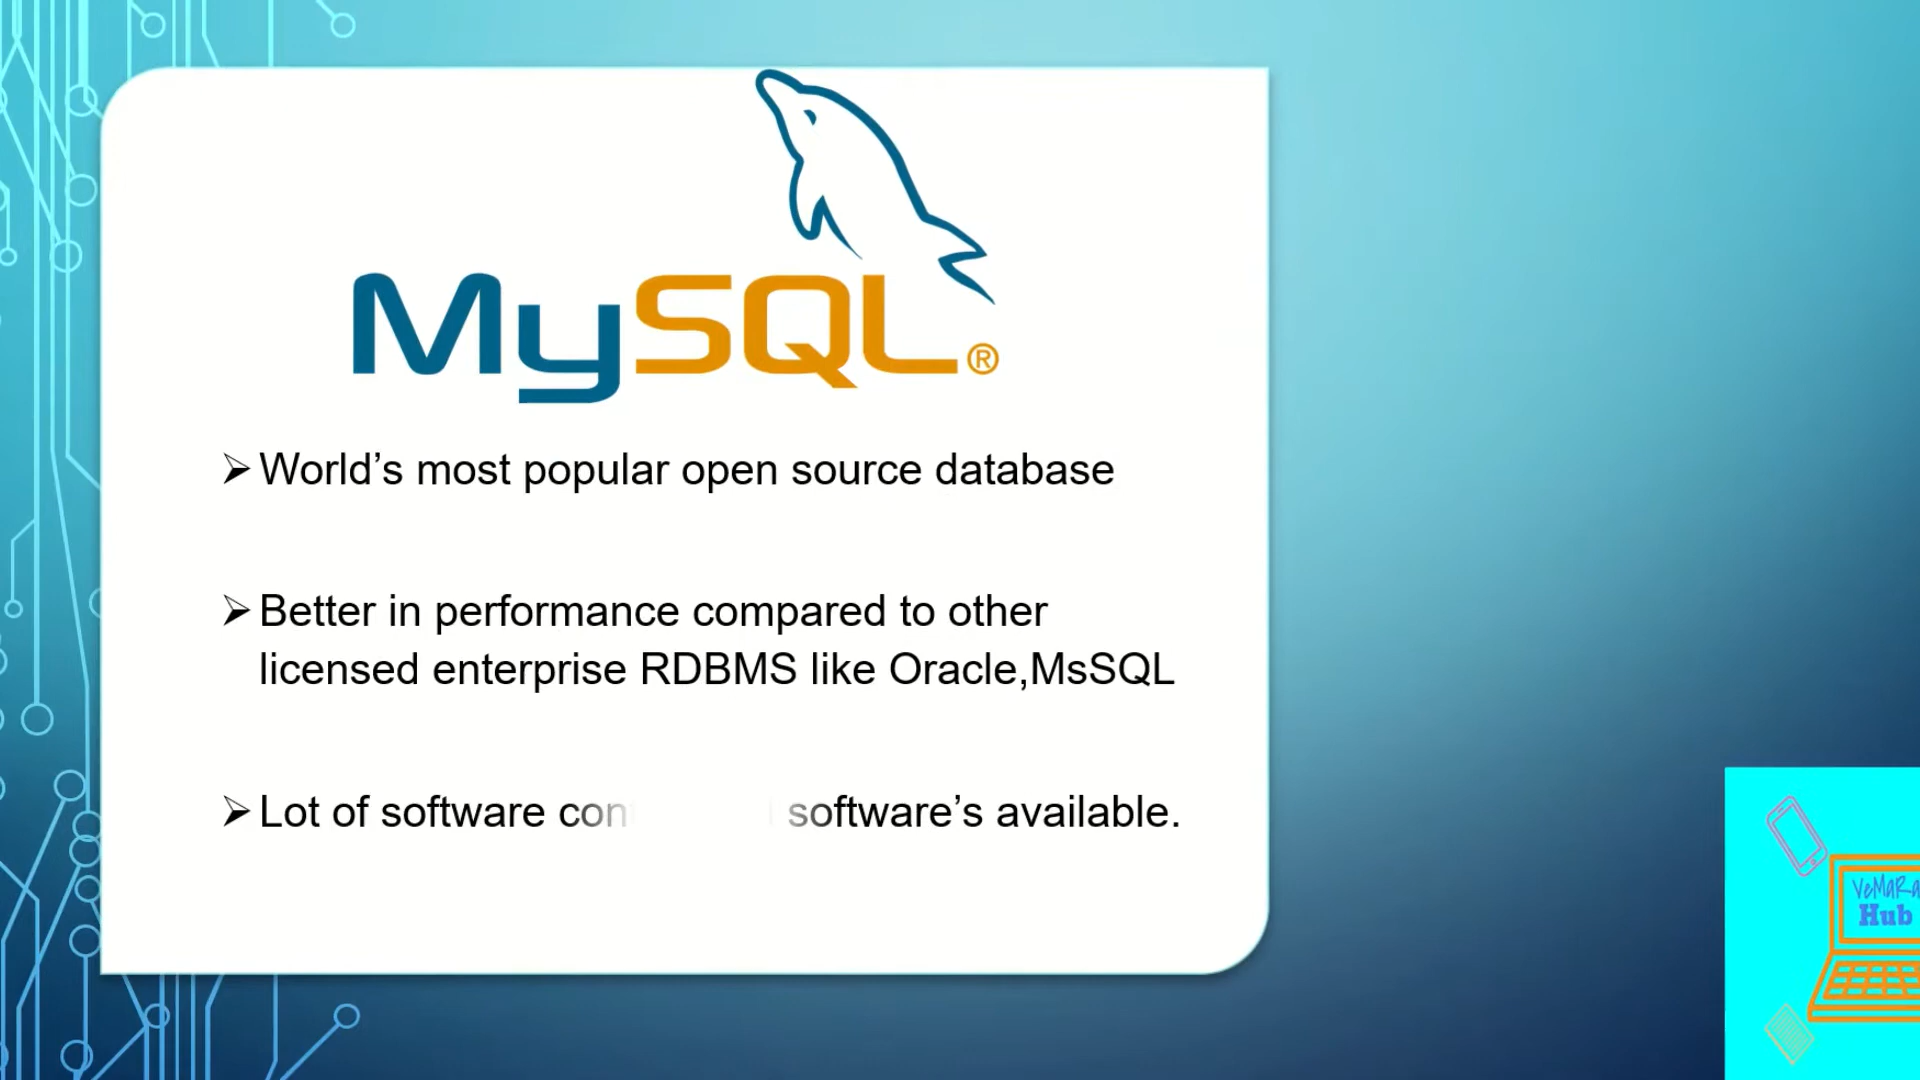 MySQL®
World’s most popular open source database
Better in performance compared to other
licensed enterprise RDBMS like Oracle,MsSQL
Lot of software software’s available.
VeMaRa
Hub